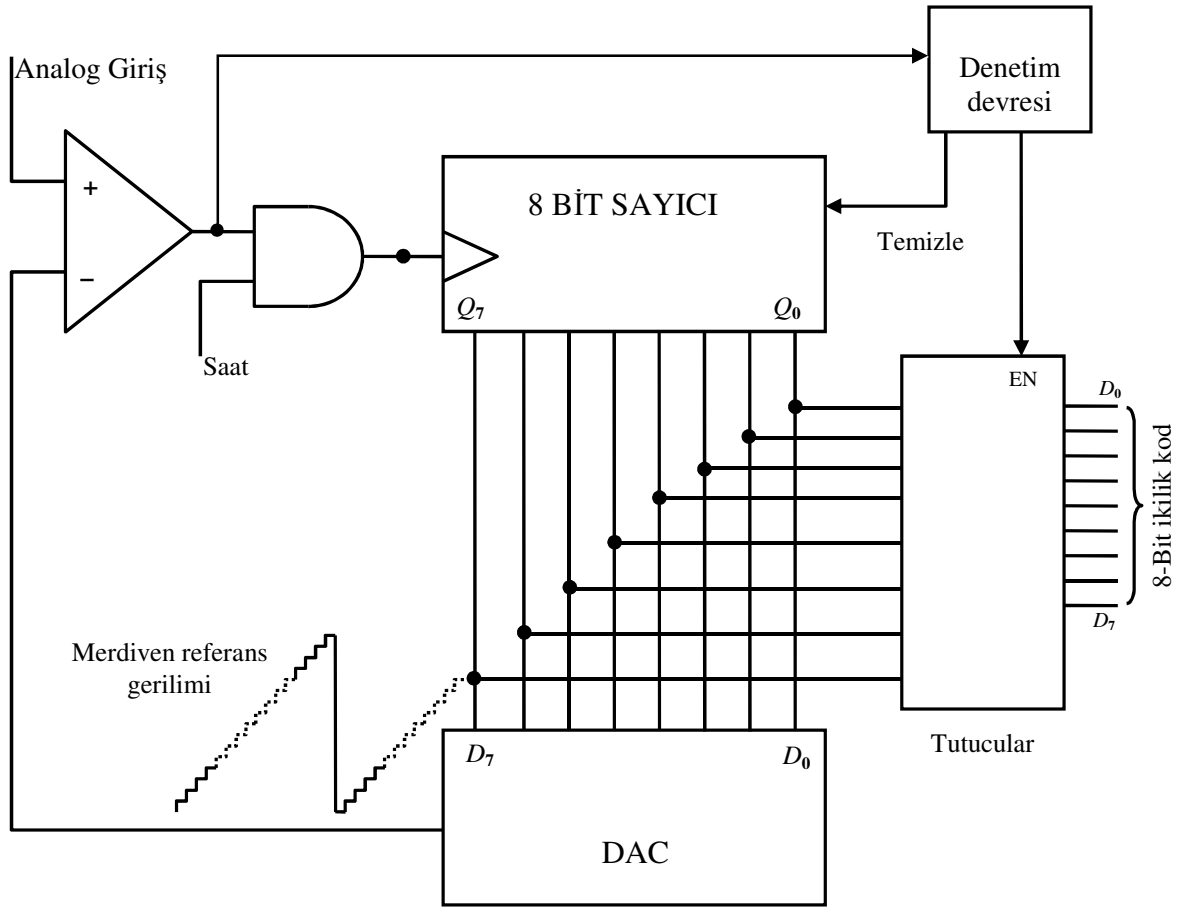 Analog Giriş
Denetim
devresi
+
−
8 BİT SAYICI
Temizle
Q7
Q0
Saat
EN
D0
8-Bit ikilik kod
D7
Merdiven referans
gerilimi
Tutucular
D7
D0
DAC